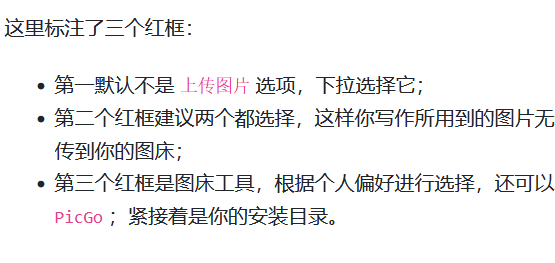 这里标注了三个红框：
第一默认不是 上传图片 选项，下拉选择它；
第二个红框建议两个都选择，这样你写作所用到的图片无
传到你的图床；
第三个红框是图床工具，根据个人偏好进行选择，还可以
PicGo ；紧接着是你的安装目录。